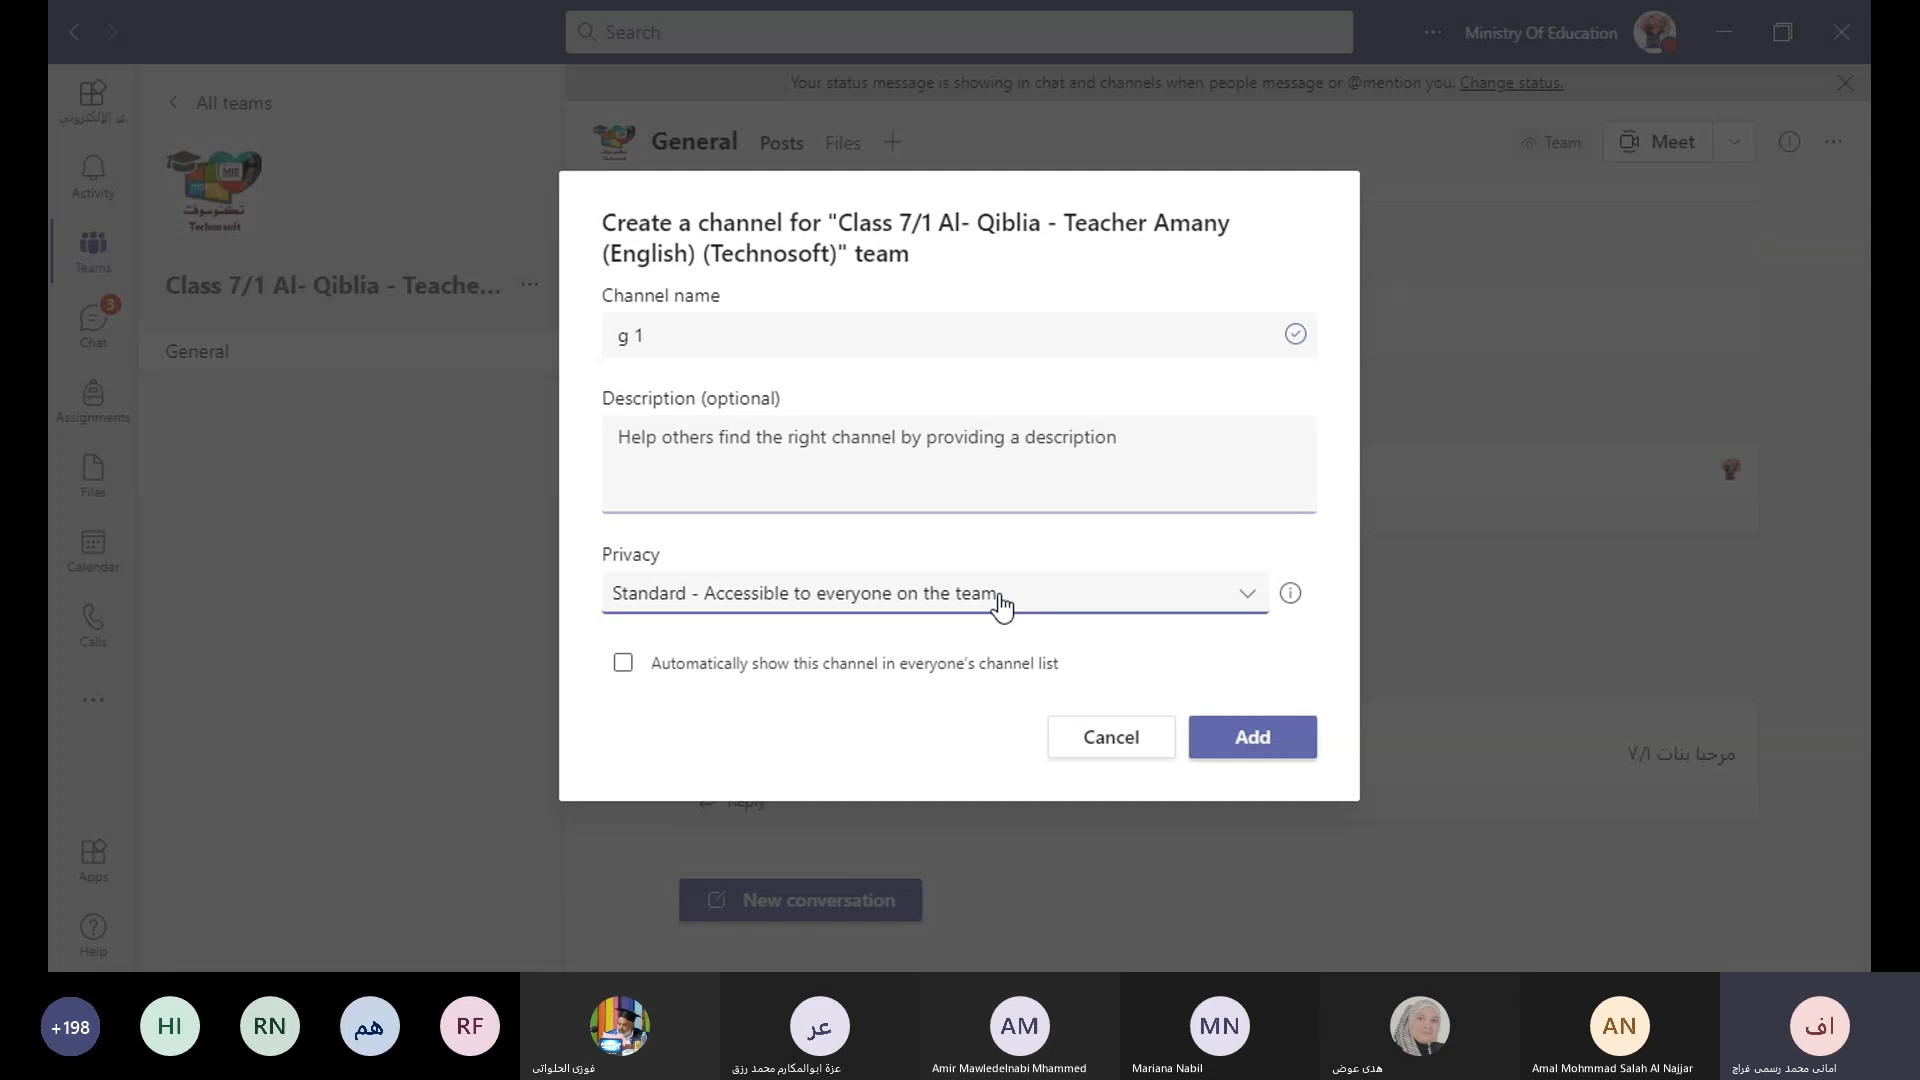 Search
Ministry Of Education
Your status message is showing in chat and channels when people message or @mention you. Change status.
All teams
Activity
Teams
3
Chat
Assignments
Files
Calendar
Calls
Apps
Help
تكنوسوفت
Technosoft
Class 7/1 Al- Qiblia - Teache...
General
General
Posts
Files
Team
Meet
Create a channel for "Class 7/1 Al- Qiblia - Teacher Amany
(English) (Technosoft)" team
Channel name
g 1
Description (optional)
Help others find the right channel by providing a description
Privacy
Standard - Accessible to everyone on the team
Automatically show this channel in everyone's channel list
Cancel
Add
مرحبا بنات ٧/١
Reply
New conversation
+198
HI
RN
هم
RF
فوزى الحلوانى
عر
عزة ابوالمكارم محمد رزق
AM
Amir Mawledelnabi Mhammed
MN
Mariana Nabil
هدى عوض
AN
Amal Mohmmad Salah Al Najjar
اف
امانى محمد رسمى فراج